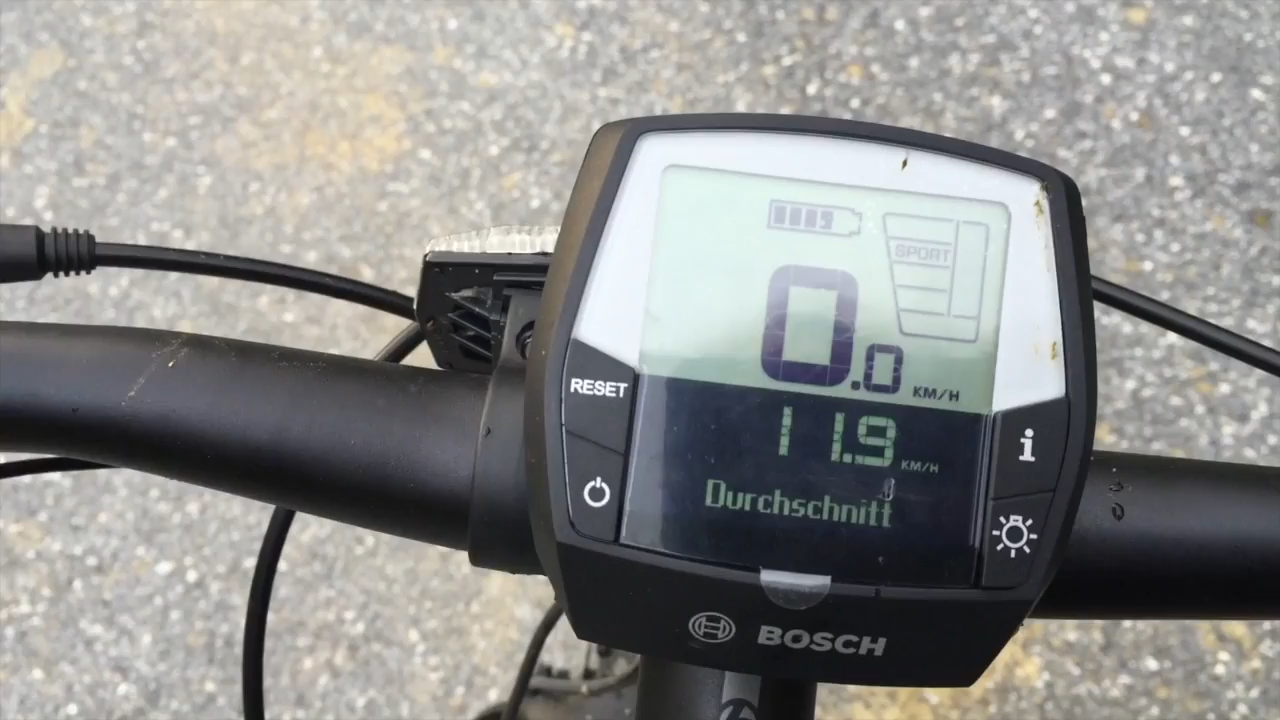 SPORT
0.0 KM/H
RESET
11.9 KM/H
i
Durchschnitt
BOSCH